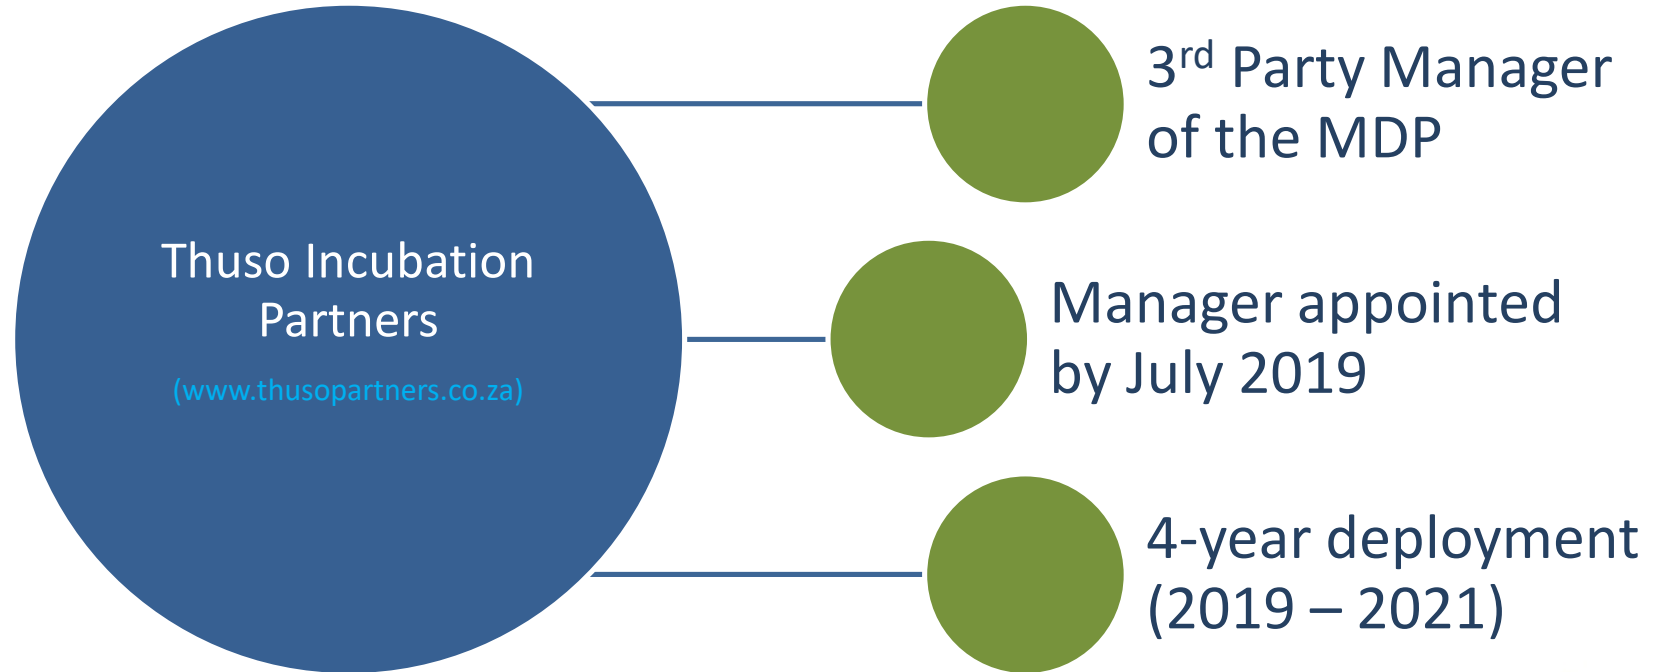 Thuso Incubation
Partners
(www.thusopartners.co.za)
3rd Party Manager
of the MDP
Manager appointed
by July 2019
4-year deployment
(2019 – 2021)